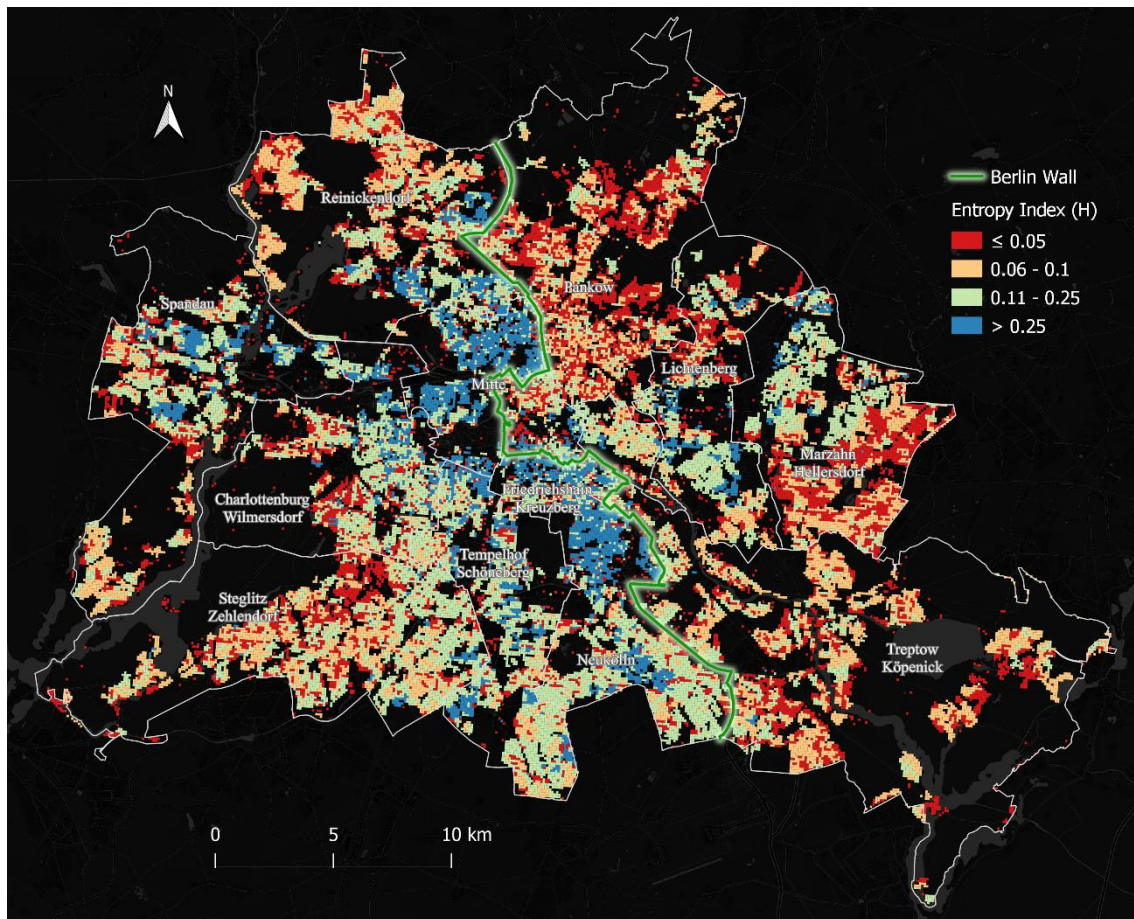 N
Berlin Wall
Entropy Index (H)
≤ 0.05
0.06 - 0.1
0.11 - 0.25
> 0.25
Reinickendorf
Pankow
Spandau
Lichtenberg
Mitte
Marzahn
Hellersdorf
Charlottenburg
Wilmersdorf
Friedrichshain
Kreuzberg
Tempelhof
Schöneberg
Steglitz
Zehlendorf
Neukölln
Treptow
Köpenick
0 5 10 km